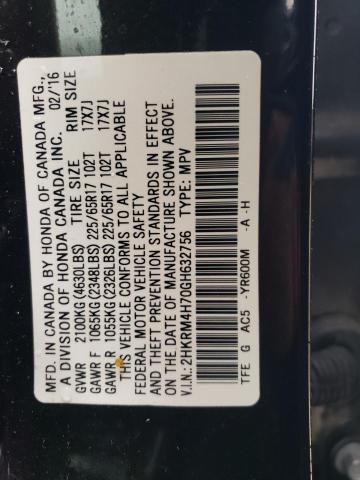 MFD. IN CANADA BY HONDA OF CANADA MFG.,
A DIVISION OF HONDA CANADA INC. 02/'16
GVWR 2100KG(4630LBS) TIRE SIZE RIM SIZE
GAWR F 1065KG(2348LBS) 225/65R17 102T 17X7J
GAWR R 1055KG(2326LBS) 225/65R17 102T 17X7J
THIS VEHICLE CONFORMS TO ALL APPLICABLE
FEDERAL MOTOR VEHICLE SAFETY
AND THEFT PREVENTION STANDARDS IN EFFECT
ON THE DATE OF MANUFACTURE SHOWN ABOVE.
V.I.N.: 2HKRM4H70GH632756 TYPE: MPV
TFE G AC5 -YR600M -A -H